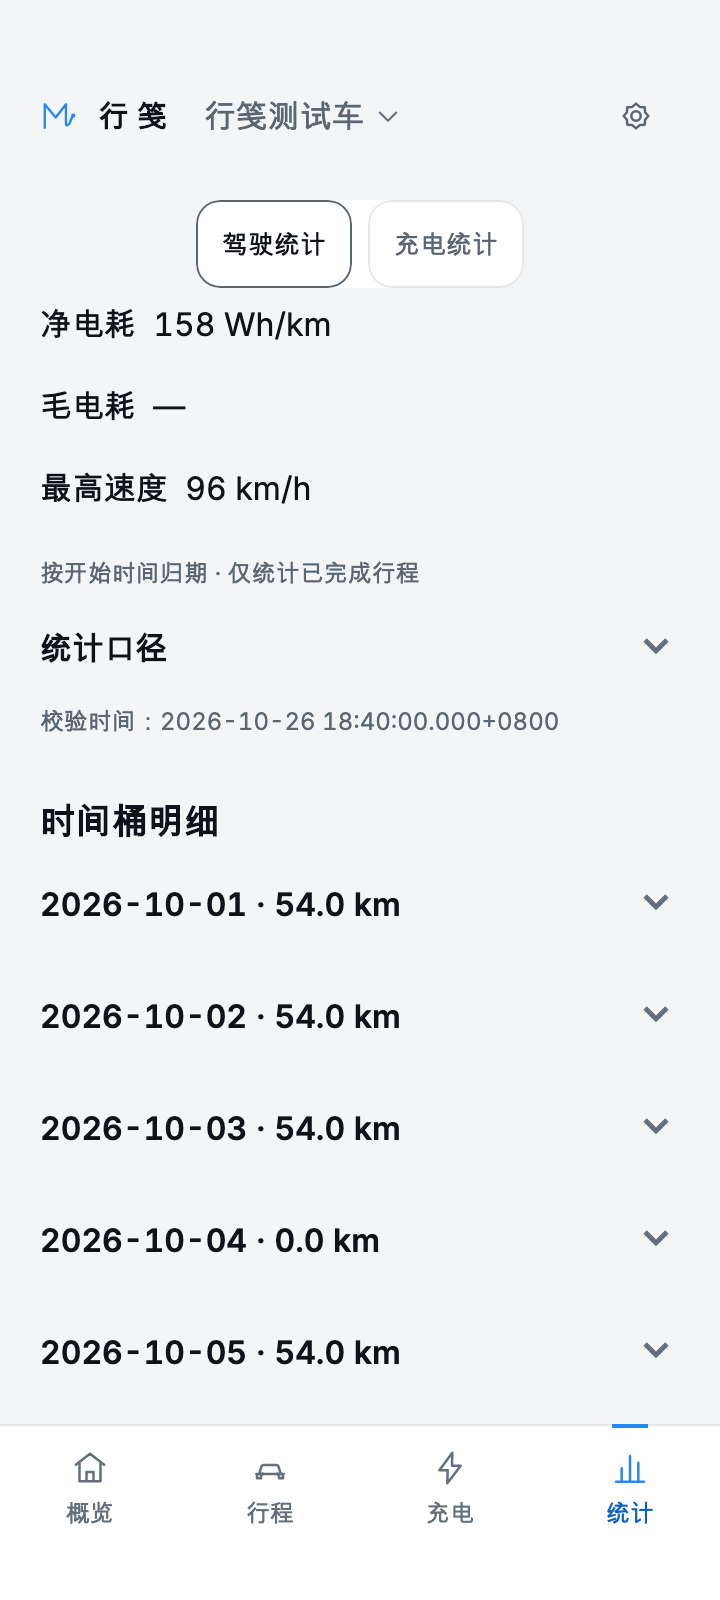 行笺 行笺测试车
驾驶统计 充电统计
净电耗 158 Wh/km
毛电耗 —
最高速度 96 km/h
按开始时间归期 · 仅统计已完成行程
统计口径
校验时间：2026-10-26 18:40:00.000+0800
时间桶明细
2026-10-01 · 54.0 km
2026-10-02 · 54.0 km
2026-10-03 · 54.0 km
2026-10-04 · 0.0 km
2026-10-05 · 54.0 km
概览 行程 充电 统计